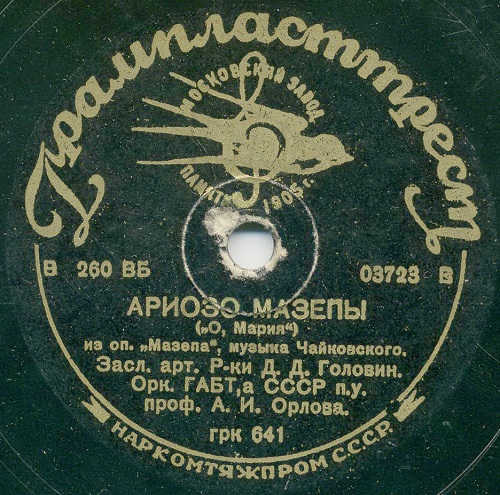 Грампласттрест
МОСКОВСКИЙ ЗАВОД
ПАМЯТИ 1905 г.
В 260 ВБ
03723 В
АРИОЗО МАЗЕПЫ
(„О, Мария“)
из оп. „Мазепа“, музыка Чайковского.
Засл. арт. Р-ки Д. Д. Головин.
Орк. ГАБТ,а СССР п.у.
проф. А. И. Орлова.
грк 641
НАРКОМТЯЖПРОМ С.С.С.Р.